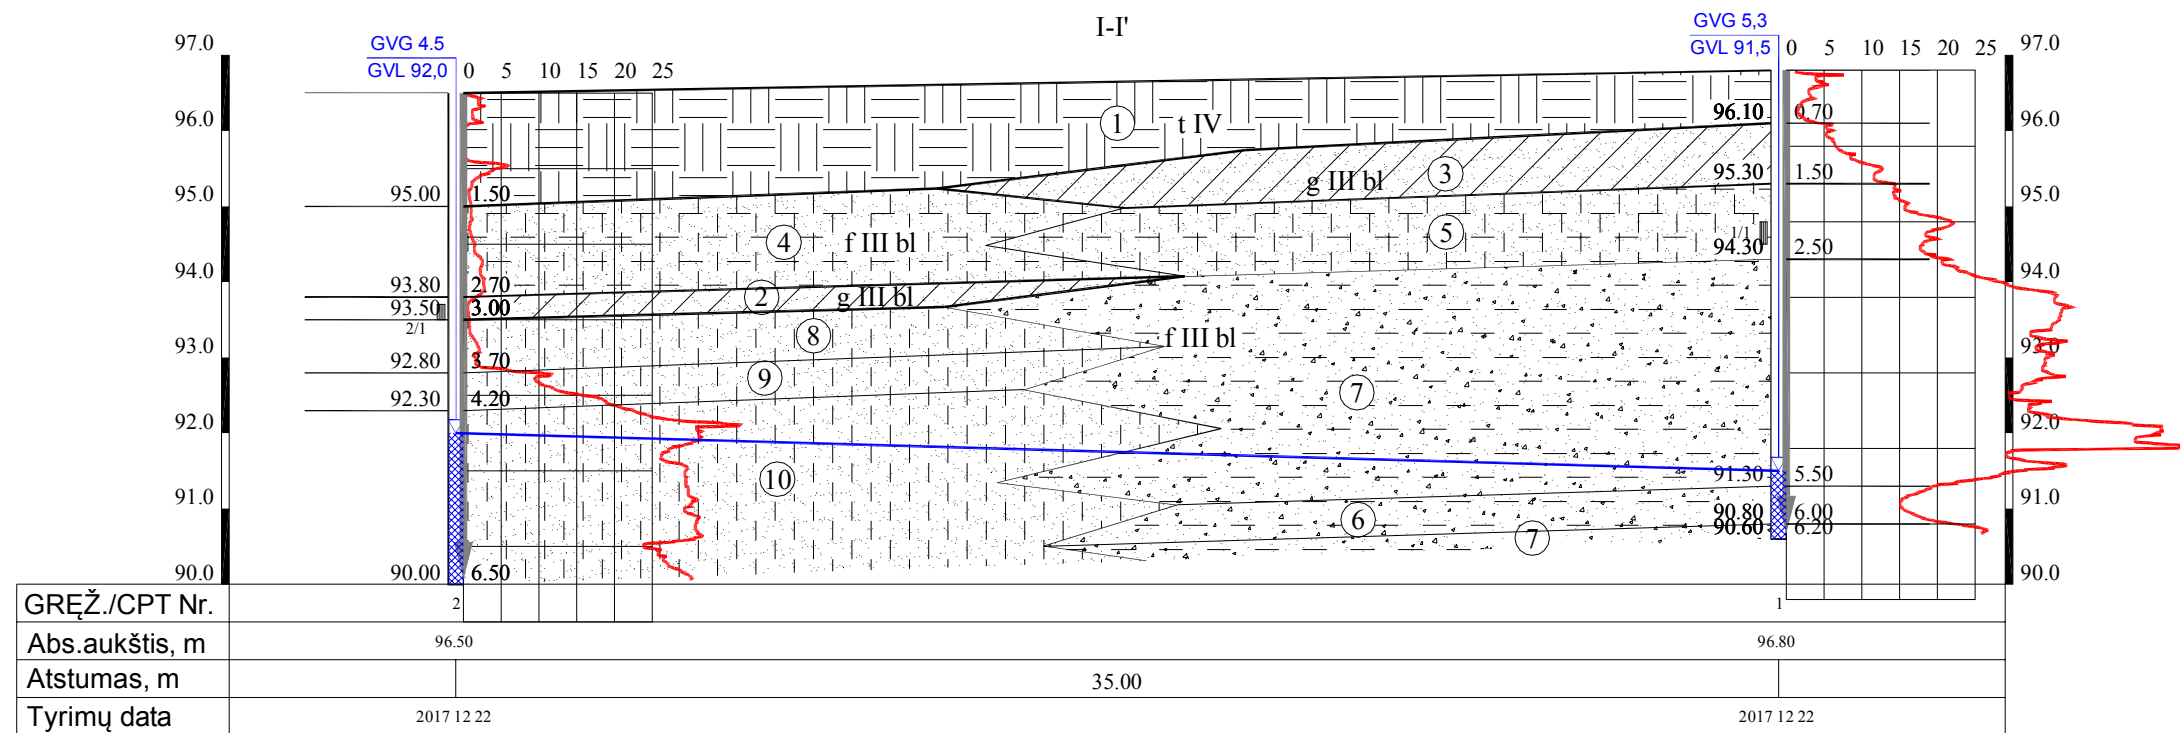 I-I'
GVG 4.5
GVL 92,0
GVG 5,3
GVL 91,5
0 5 10 15 20 25
0 5 10 15 20 25
97.0
96.0
95.0
94.0
93.0
92.0
91.0
90.0
97.0
96.0
95.0
94.0
93.0
92.0
91.0
90.0
95.00 1.50
93.80 2.70
93.50 3.00
2/1
92.80 3.70
92.30 4.20
90.00 6.50
1 t IV
3
g III bl
4 f III bl
5
2 g III bl
8 f III bl
9
7
10
6
7
96.10 0.70
95.30 1.50
1/1
94.30 2.50
91.30 5.50
90.80 6.00
90.60 6.20
GRĘŽ./CPT Nr. 2 1
Abs.aukštis, m 96.50 96.80
Atstumas, m 35.00
Tyrimų data 2017 12 22 2017 12 22